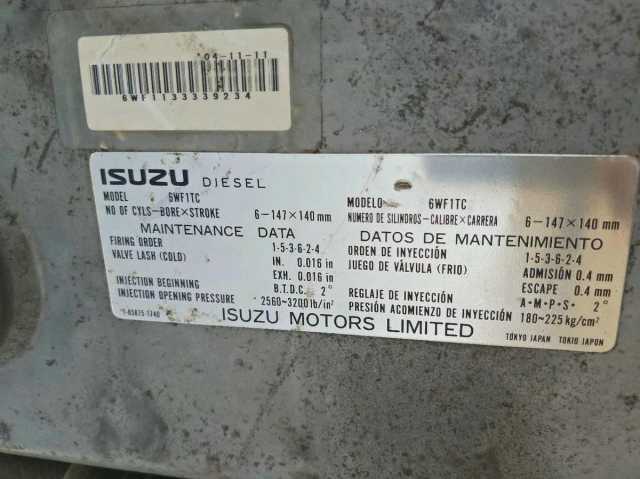 *04-11-11
A
6WF1133339234
ISUZU DIESEL
MODEL 6WF1TC
NO OF CYLS-BORE×STROKE 6-147×140 mm
MAINTENANCE DATA
FIRING ORDER 1-5-3-6-2-4
VALVE LASH (COLD) IN. 0.016 in
EXH. 0.016 in
INJECTION BEGINNING B.T.D.C. 2°
INJECTION OPENING PRESSURE 2560-3200 lb/in²
MODELO 6WF1TC
NUMERO DE SILINDROS-CALIBRE×CARRERA 6-147×140 mm
DATOS DE MANTENIMIENTO
ORDEN DE INYECCIÓN 1-5-3-6-2-4
JUEGO DE VÁLVULA (FRIO) ADMISIÓN 0.4 mm
ESCAPE 0.4 mm
REGLAJE DE INYECCIÓN A·M·P·S· 2°
PRESIÓN ACOMIENZO DE INYECCIÓN 180-225 kg/cm²
ISUZU MOTORS LIMITED
TOKYO JAPAN TOKIO JAPON